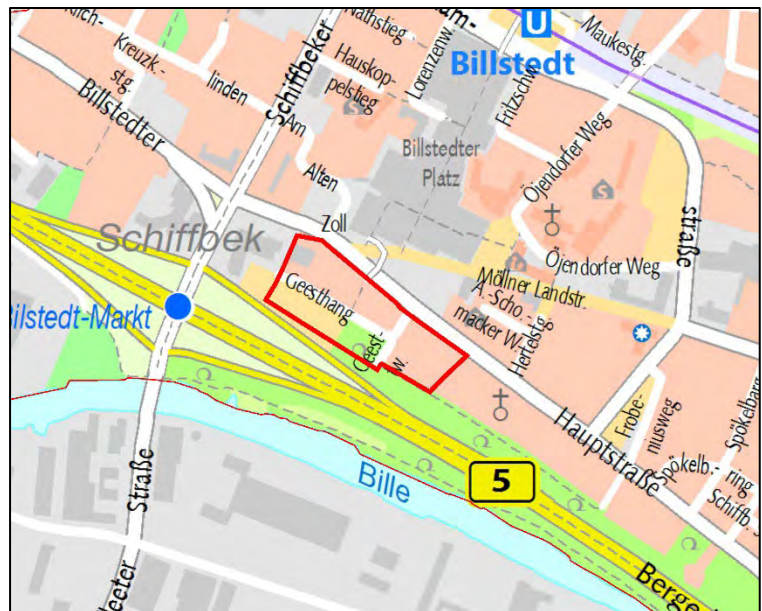 Nathstieg
am-
U
Maukestg.
Kreuzk-
stg.
linden
Schiffbeker
Hauskop-
pelstieg
Lorenzenw.
Billstedt
Fritzschw.
Billstedter
Am
Alten
Billstedter
Platz
Öjendorfer Weg
Zoll
Schiffbek
straße
Öjendorfer Weg
Geesthang
Möllner Landstr.
A. Scho.-
macker W.
Hertelstg.
Billstedt-Markt
Geest-
w.
Frobe-
niusweg
Spökelbarg
Hauptstraße
Spökelb.-ring
Schiffb.
Straße
5
Bille